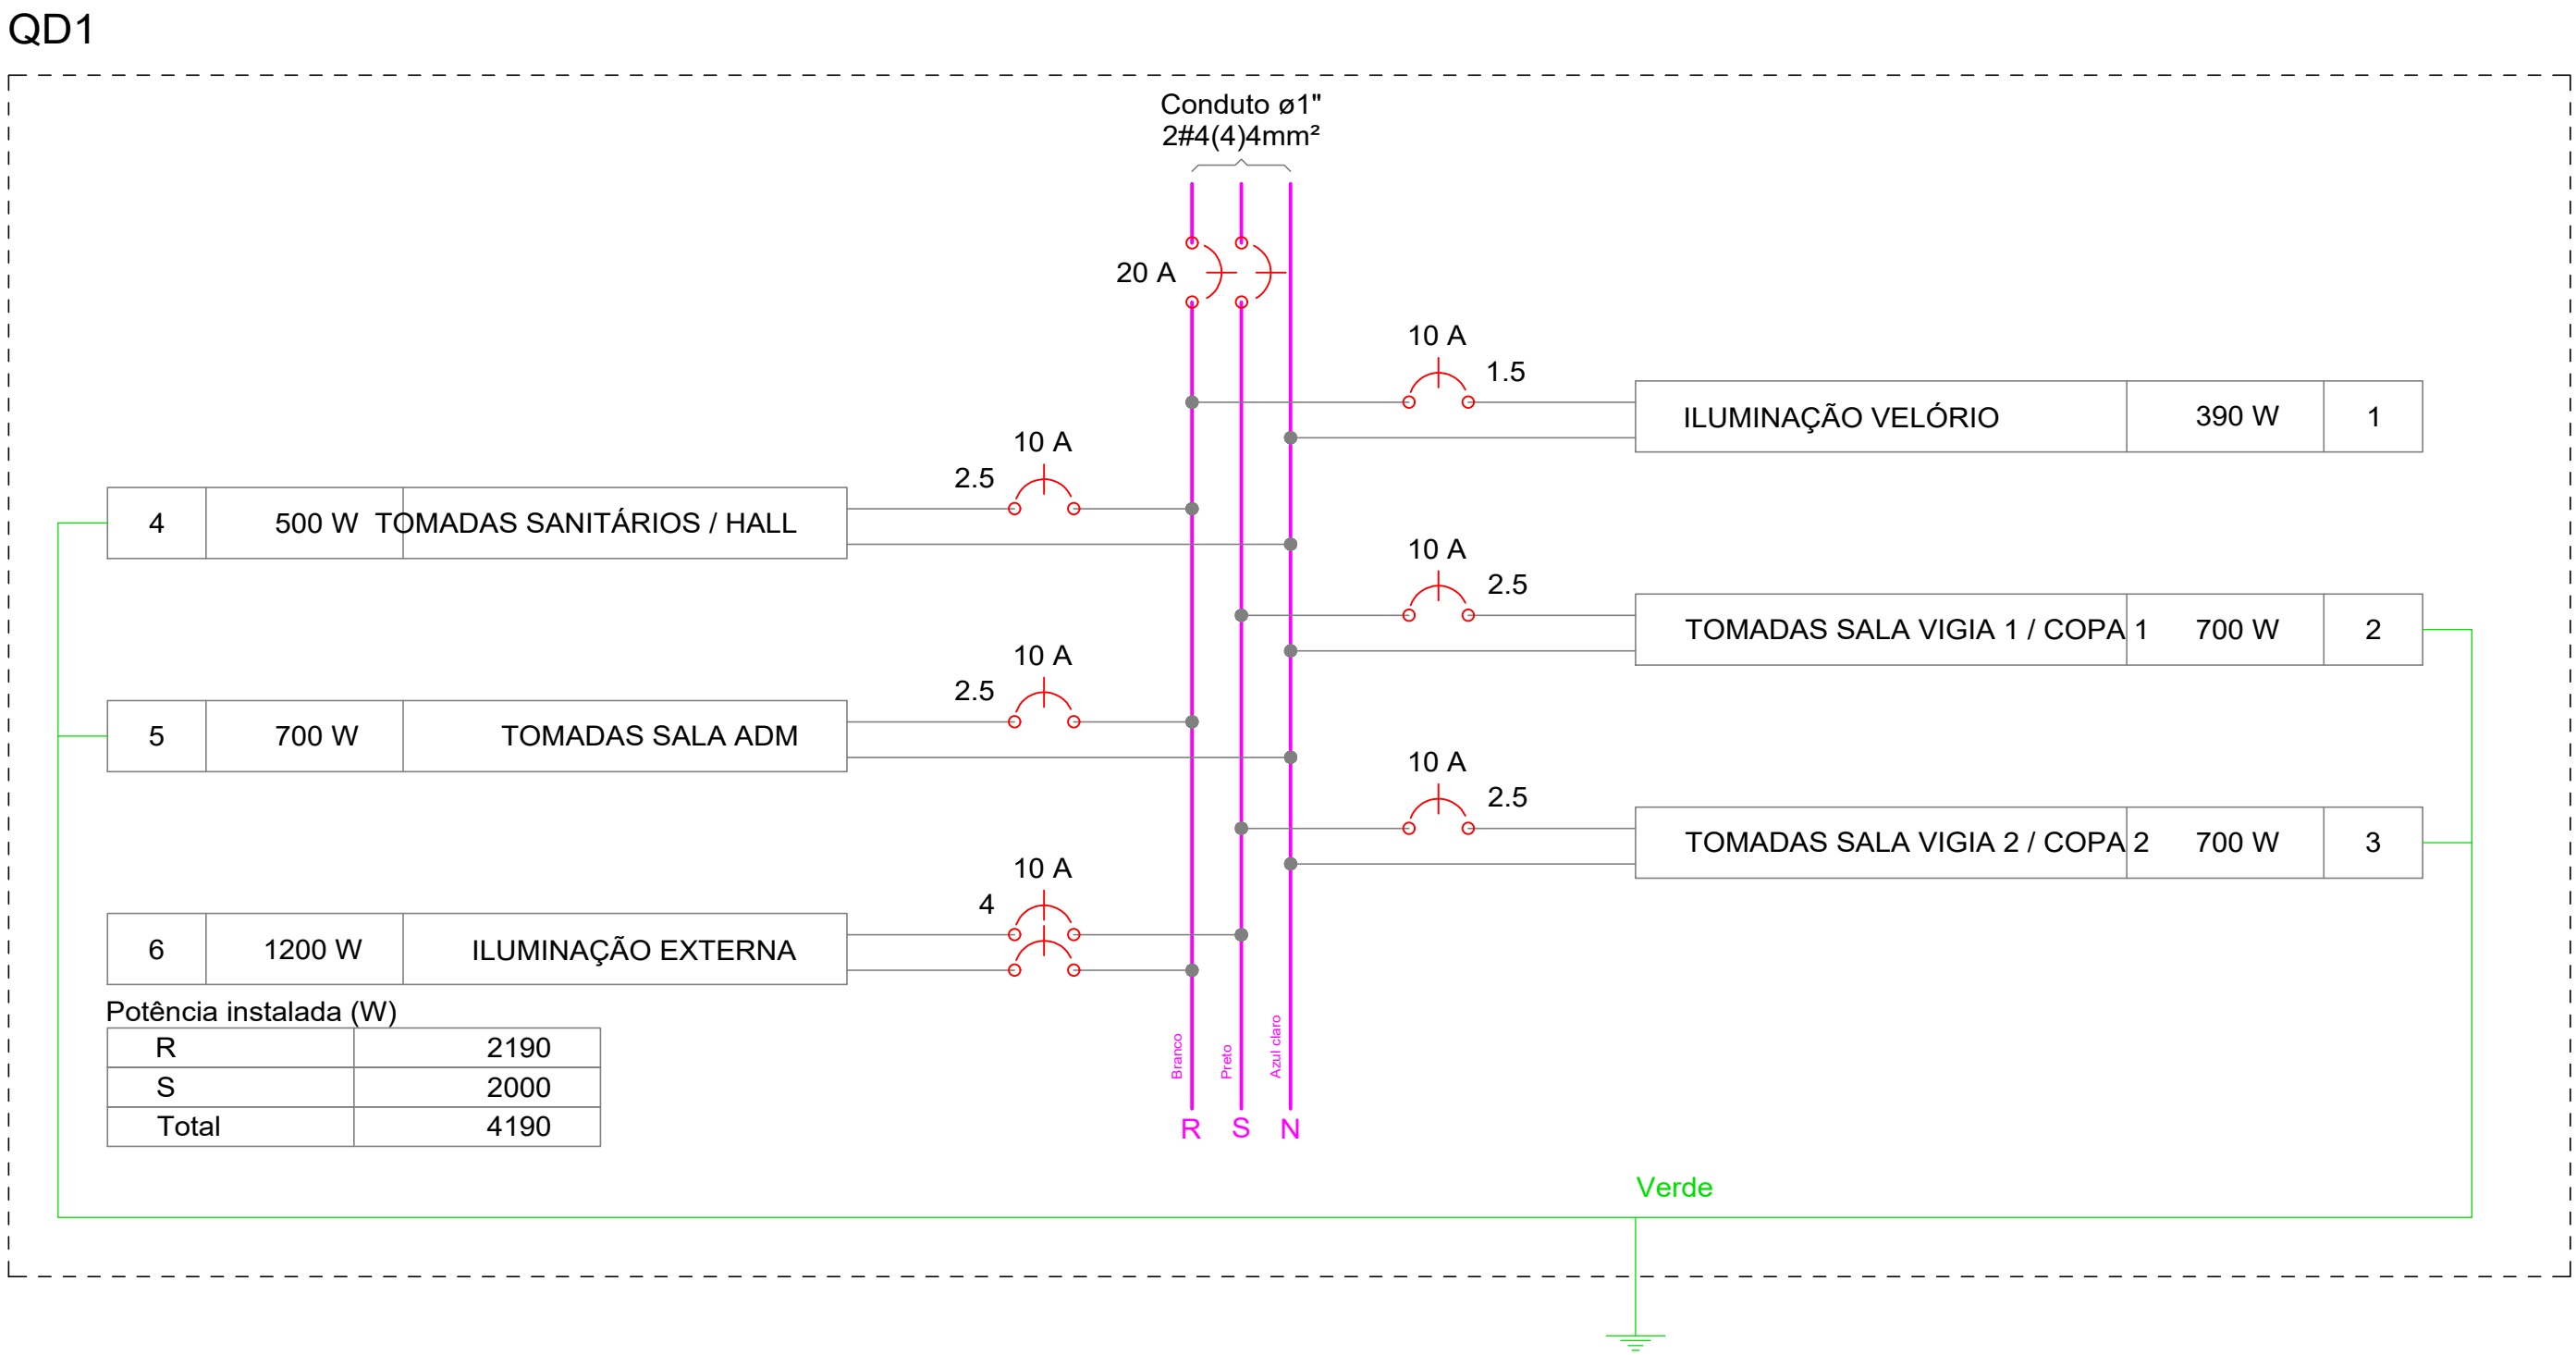 QD1
Conduto ø1"
2#4(4)4mm²
20 A
10 A
1.5
ILUMINAÇÃO VELÓRIO 390 W 1
10 A
2.5
4 500 W TOMADAS SANITÁRIOS / HALL
10 A
2.5
TOMADAS SALA VIGIA 1 / COPA 1 700 W 2
10 A
2.5
5 700 W TOMADAS SALA ADM
10 A
2.5
TOMADAS SALA VIGIA 2 / COPA 2 700 W 3
10 A
4
6 1200 W ILUMINAÇÃO EXTERNA
Potência instalada (W)
R 2190
S 2000
Total 4190
Branco
Preto
Azul claro
R S N
Verde